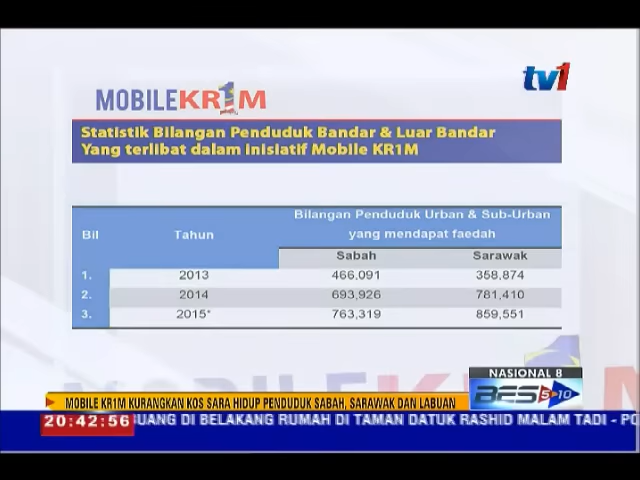 tv1
MOBILEKR1M
Statistik Bilangan Penduduk Bandar & Luar Bandar
Yang terlibat dalam inisiatif Mobile KR1M
Bil Tahun Bilangan Penduduk Urban & Sub-Urban
yang mendapat faedah
Sabah Sarawak
1. 2013 466,091 358,874
2. 2014 693,926 781,410
3. 2015* 763,319 859,551
NASIONAL 8
MOBILE KR1M KURANGKAN KOS SARA HIDUP PENDUDUK SABAH, SARAWAK DAN LABUAN
BES 5 10
20:42:56 BUANG DI BELAKANG RUMAH DI TAMAN DATUK RASHID MALAM TADI - PO